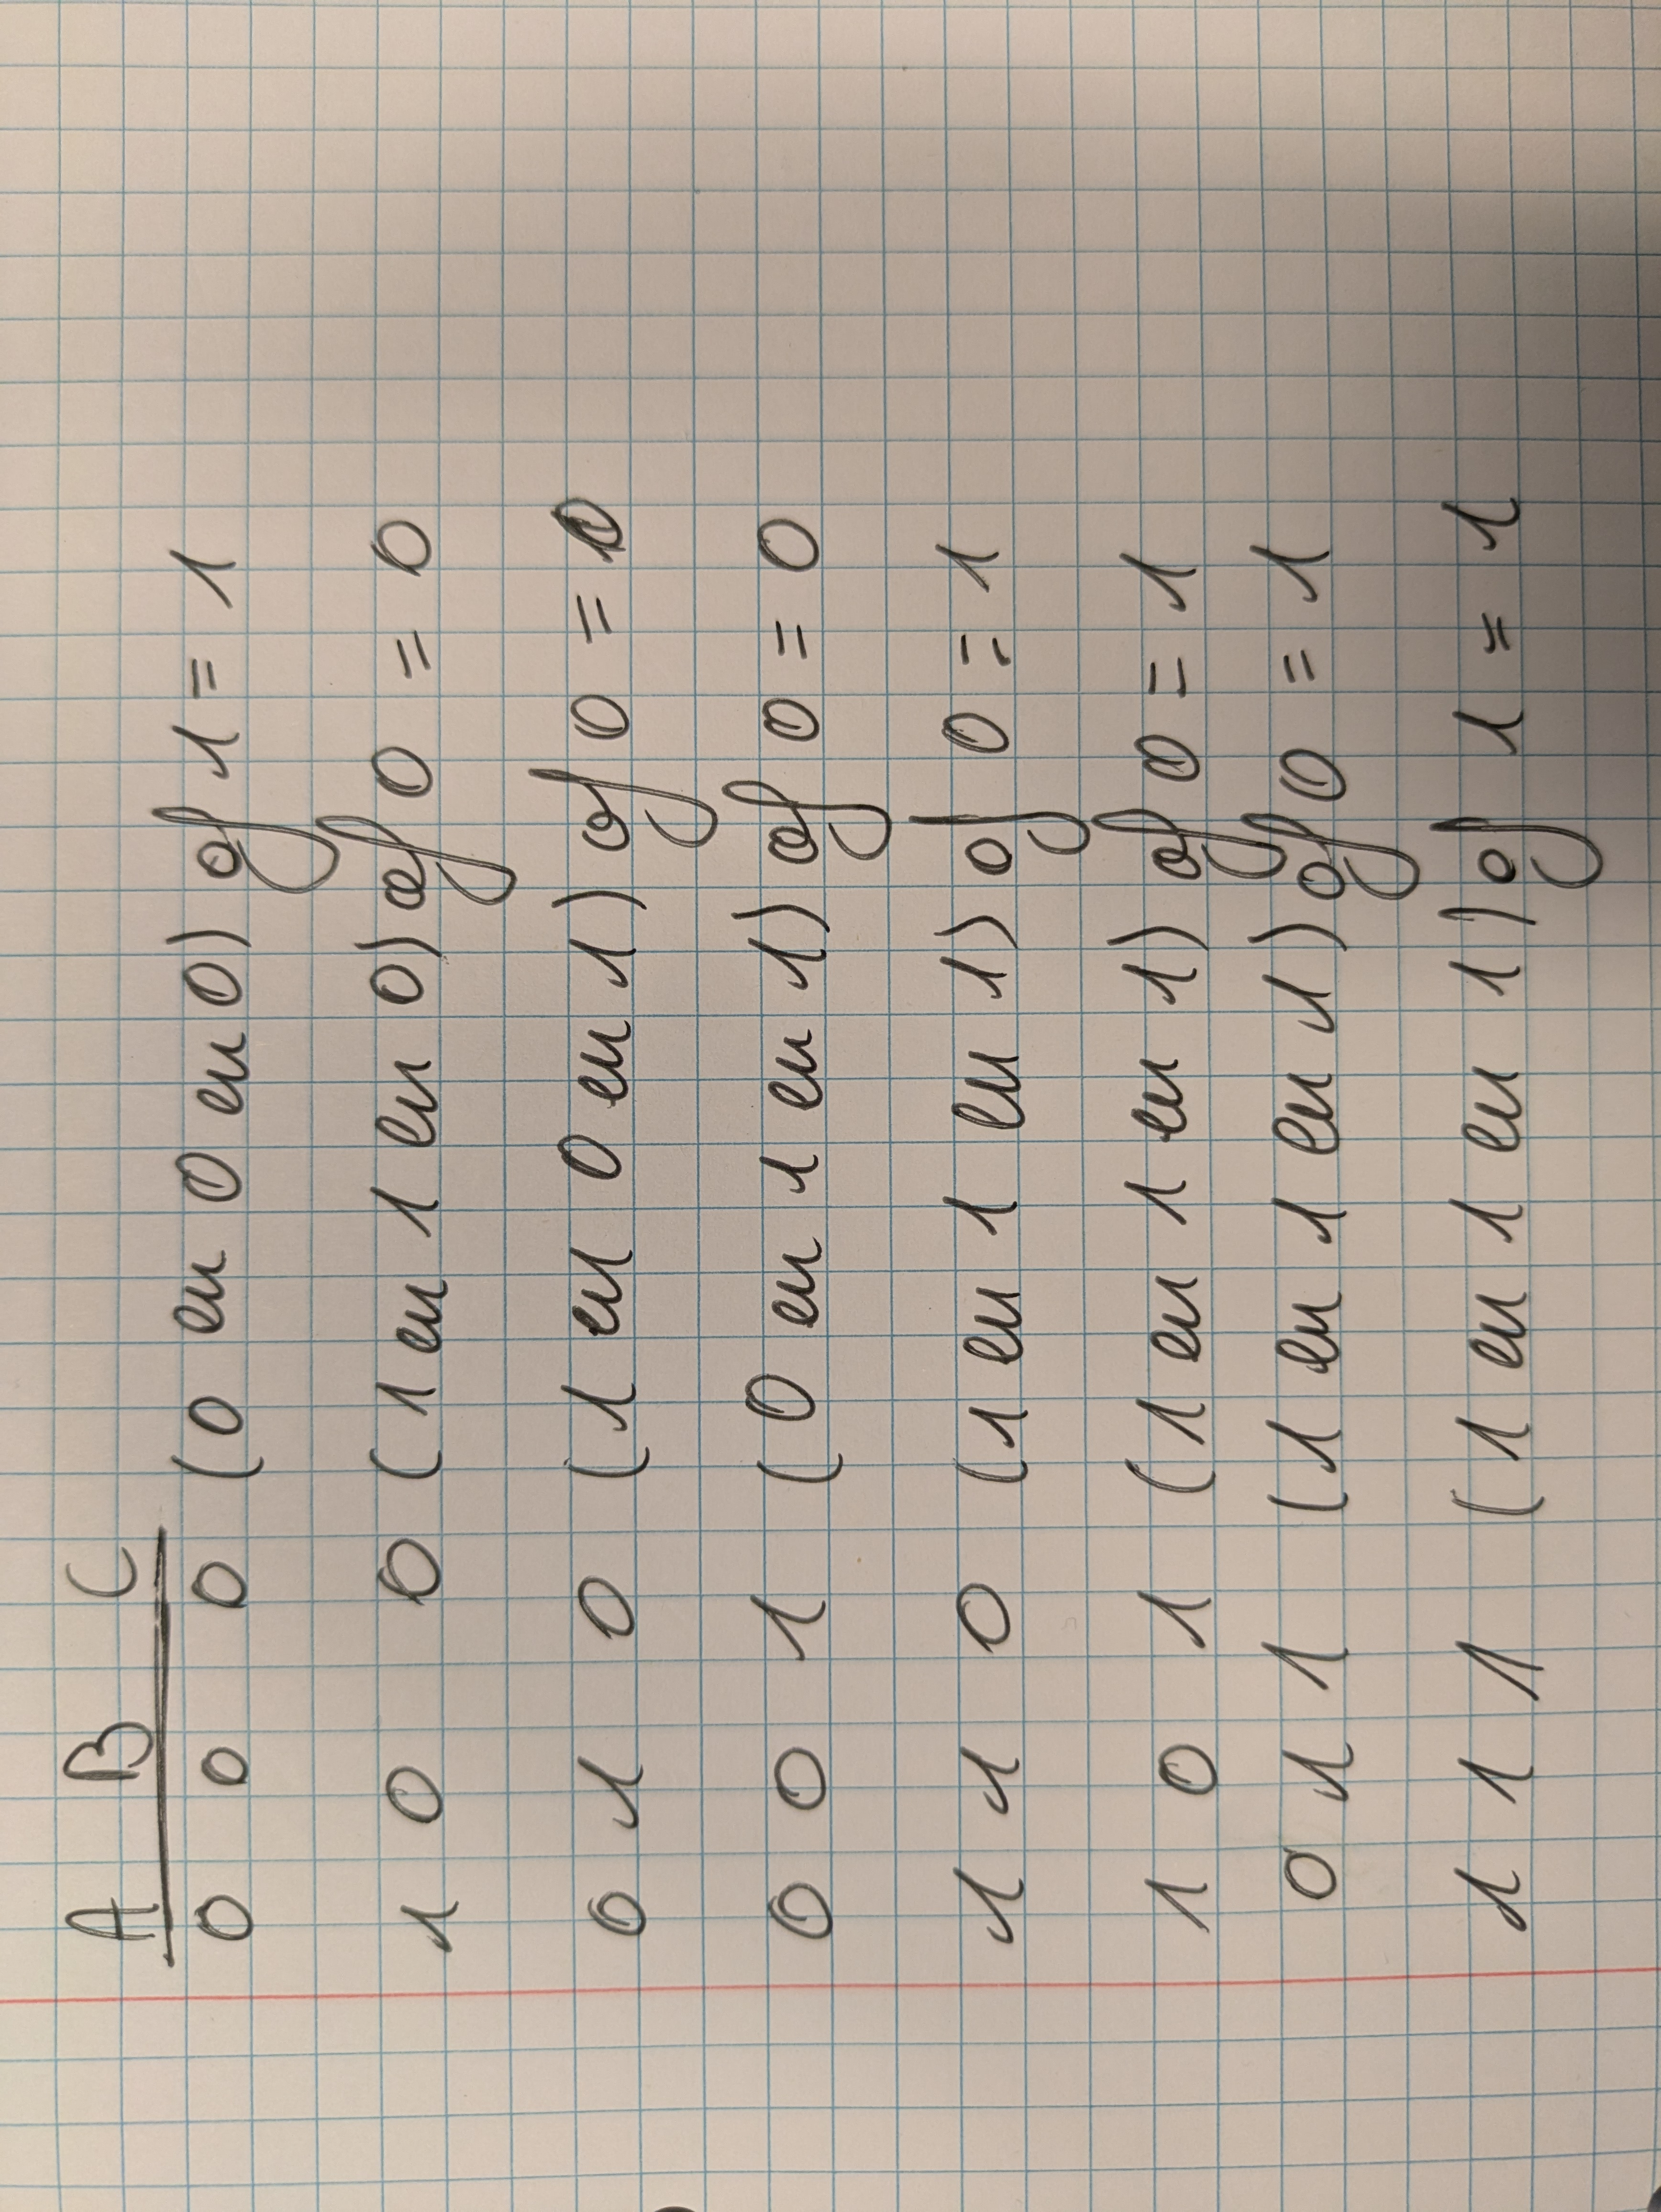 A B C
0 0 0 (0 en 0 en 0) of 1 = 1
1 0 0 (1 en 1 en 0) of 0 = 0
0 1 0 (1 en 0 en 1) of 0 = 0
0 0 1 (0 en 1 en 1) of 0 = 0
1 1 0 (1 en 1 en 1) of 0 = 1
1 0 1 (1 en 1 en 1) of 0 = 1
0 1 1 (1 en 1 en 1) of 0 = 1
1 1 1 (1 en 1 en 1) of 1 = 1